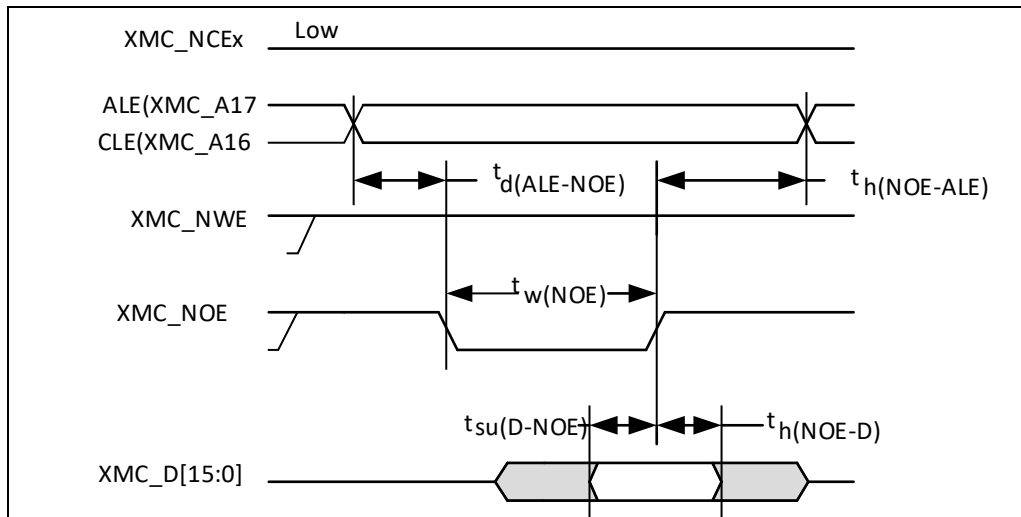 XMC_NCEx
Low
ALE(XMC_A17
CLE(XMC_A16
td(ALE-NOE)
th(NOE-ALE)
XMC_NWE
tw(NOE)
XMC_NOE
tsu(D-NOE)
th(NOE-D)
XMC_D[15:0]